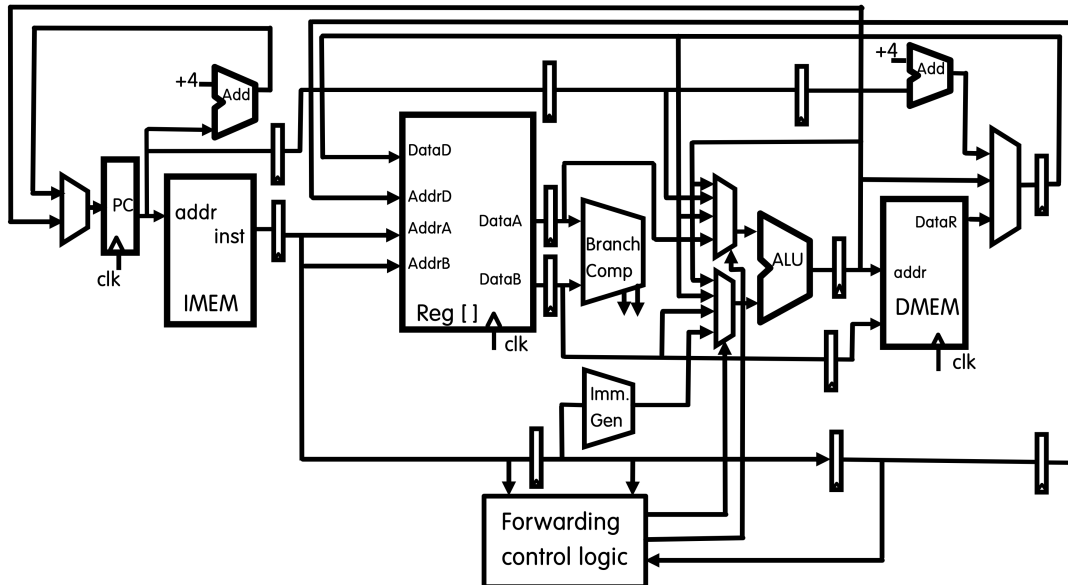 +4
Add
+4
Add
DataD
AddrD
AddrA
AddrB
DataA
DataB
Reg [ ]
clk
PC
clk
addr
inst
IMEM
Branch
Comp
ALU
DataR
addr
DMEM
clk
Imm.
Gen
Forwarding
control logic